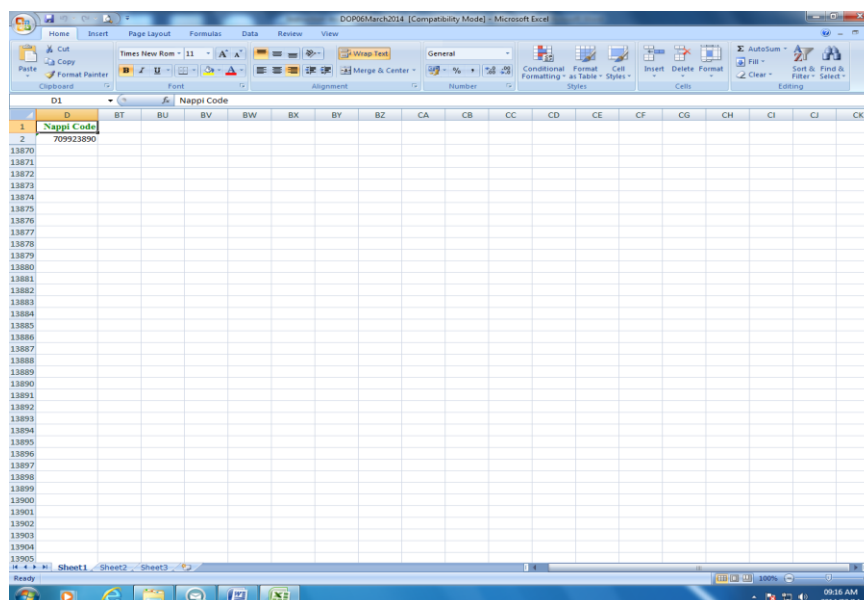 DOP06March2014 [Compatibility Mode] - Microsoft Excel
Home Insert Page Layout Formulas Data Review View
Cut
Copy
Format Painter
Paste
Clipboard
Times New Rom 11 A A
B I U A
Font
Wrap Text
Merge & Center
Alignment
General
% ,
Number
Conditional Formatting
Format as Table
Cell Styles
Styles
Insert Delete Format
Cells
Σ AutoSum
Fill
Clear
Sort & Filter
Find & Select
Editing
D1 fx Nappi Code
D BT BU BV BW BX BY BZ CA CB CC CD CE CF CG CH CI CJ CK
1 Nappi Code
2 709923890
13870
13871
13872
13873
13874
13875
13876
13877
13878
13879
13880
13881
13882
13883
13884
13885
13886
13887
13888
13889
13890
13891
13892
13893
13894
13895
13896
13897
13898
13899
13900
13901
13902
13903
13904
13905
Sheet1 Sheet2 Sheet3
Ready 100%
09:16 AM